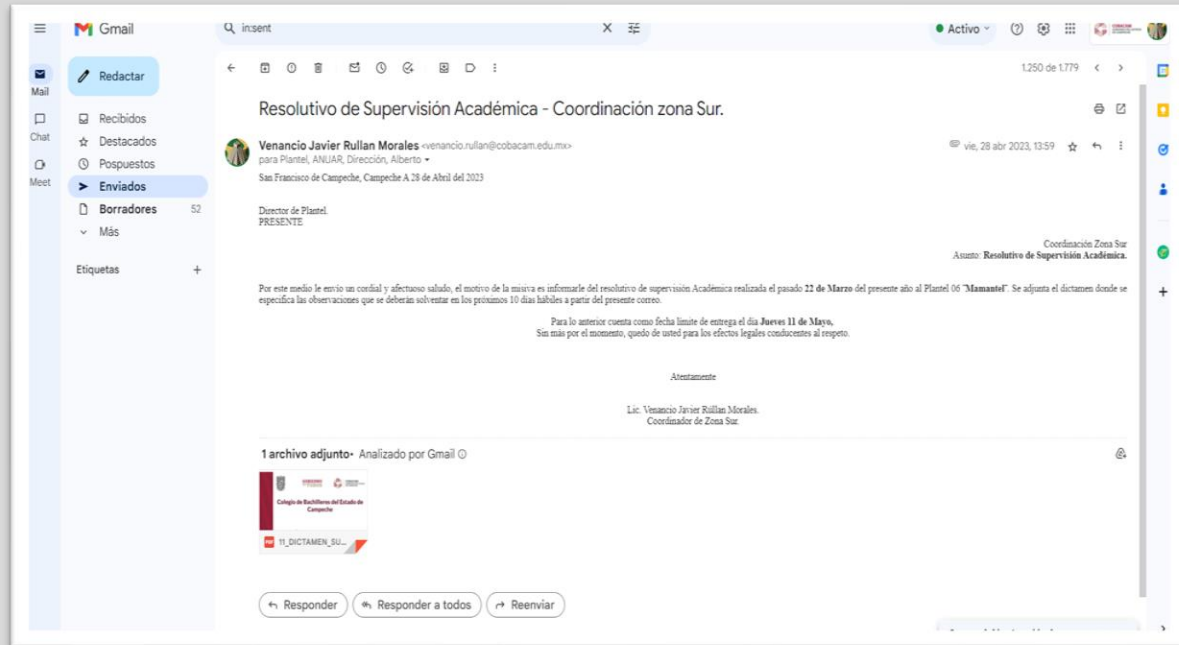 Gmail
in:sent
Activo
Redactar
1.250 de 1.779
Mail
Chat
Meet
Recibidos
Destacados
Pospuestos
Enviados
Borradores 52
Más
Etiquetas +
Resolutivo de Supervisión Académica - Coordinación zona Sur.
Venancio Javier Rullan Morales <venancio.rullan@cobacam.edu.mx>
vie, 28 abr 2023, 13:59
para Plantel, ANUAR, Dirección, Alberto
San Francisco de Campeche, Campeche A 28 de Abril del 2023
Director de Plantel.
PRESENTE
Coordinación Zona Sur
Asunto: Resolutivo de Supervisión Académica.
Por este medio le envío un cordial y afectuoso saludo, el motivo de la misiva es informarle del resolutivo de supervisión Académica realizada el pasado 22 de Marzo del presente año al Plantel 06 "Mamantel". Se adjunta el dictamen donde se
especifica las observaciones que se deberán solventar en los próximos 10 días hábiles a partir del presente correo.
Para lo anterior cuenta como fecha límite de entrega el día Jueves 11 de Mayo,
Sin más por el momento, quedo de usted para los efectos legales conducentes al respeto.
Atentamente
Lic. Venancio Javier Rúllan Morales.
Coordinador de Zona Sur.
1 archivo adjunto• Analizado por Gmail
Colegio de Bachilleres del Estado de
Campeche
PDF 11_DICTAMEN_SU...
Responder
Responder a todos
Reenviar